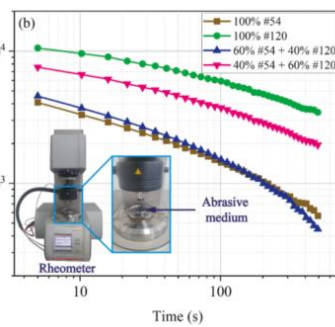 (b)
100% #54
100% #120
60% #54 + 40% #120
40% #54 + 60% #120
Abrasive
medium
Rheometer
10
100
Time (s)